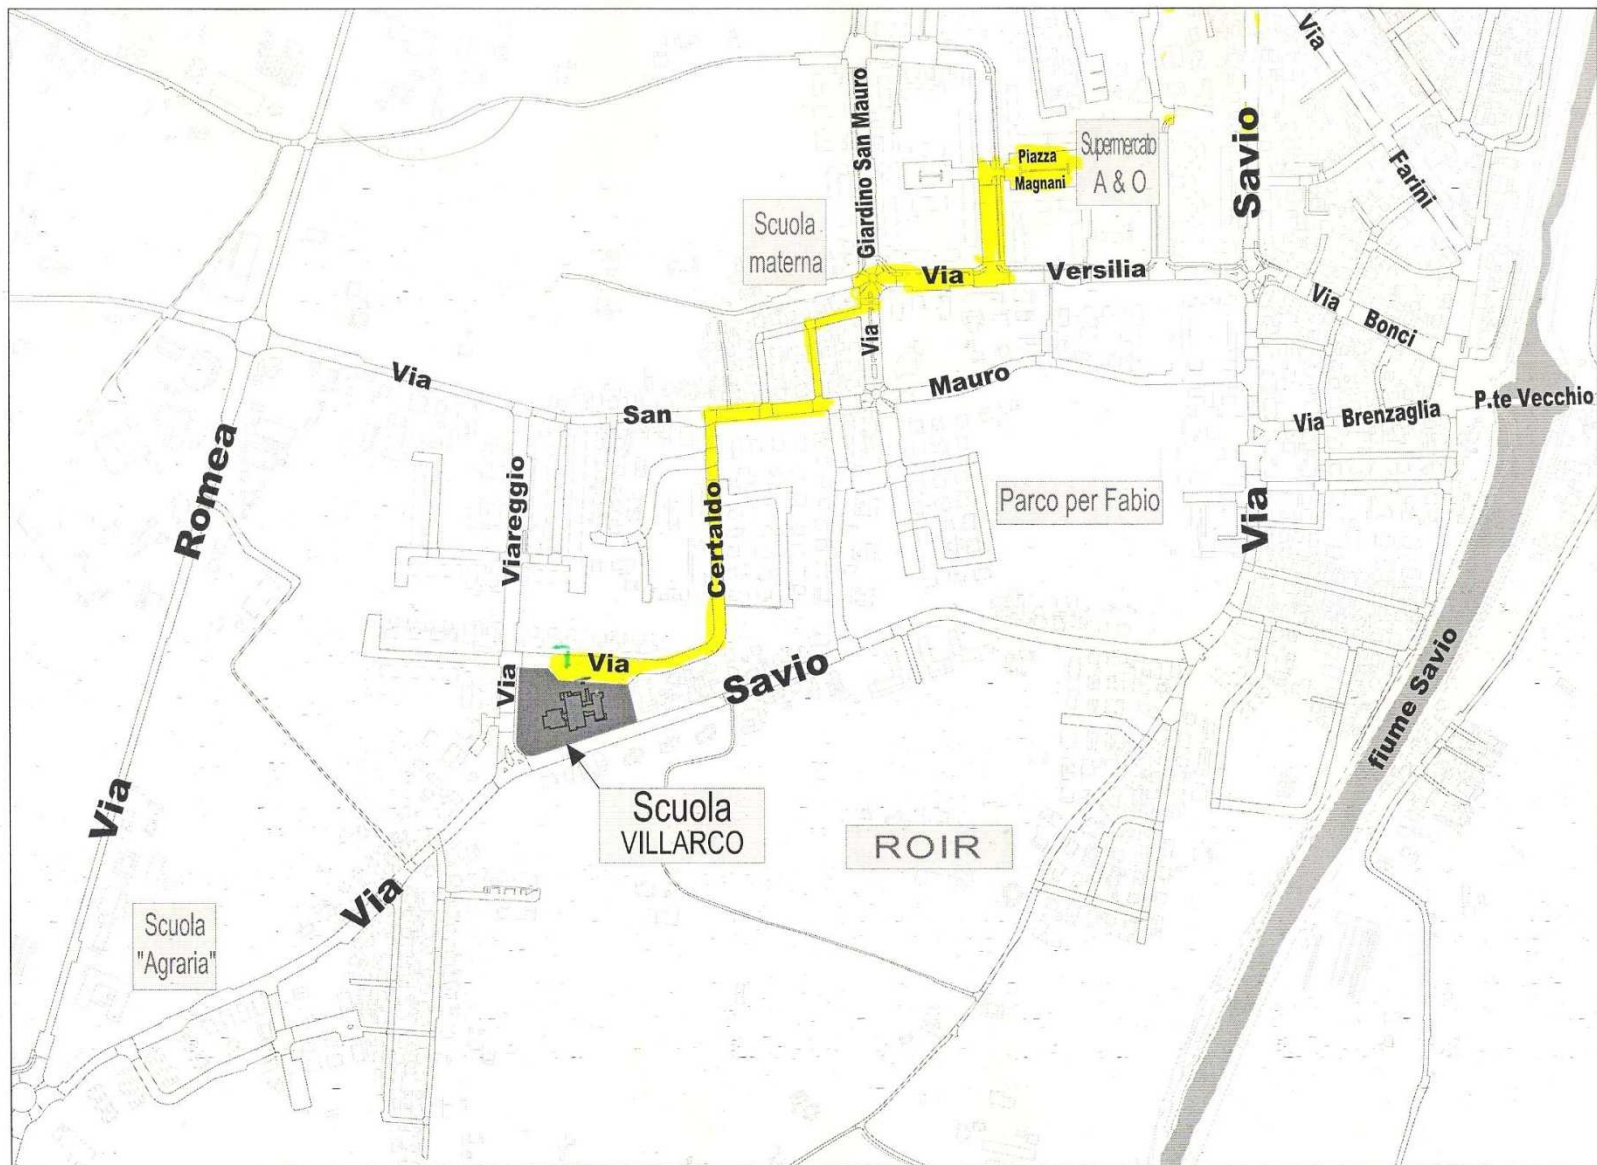 Via
Farini
Savio
Giardino San Mauro
Piazza
Magnani
Supermercato
A & O
Scuola
materna
Via
Versilia
Via
Bonci
Via
Via
San
Mauro
Via Brenzaglia
P.te Vecchio
Romea
Viareggio
Certaldo
Parco per Fabio
Via
Via
Via
Savio
fiume Savio
Via
Scuola
VILLARCO
ROIR
Via
Scuola
"Agraria"